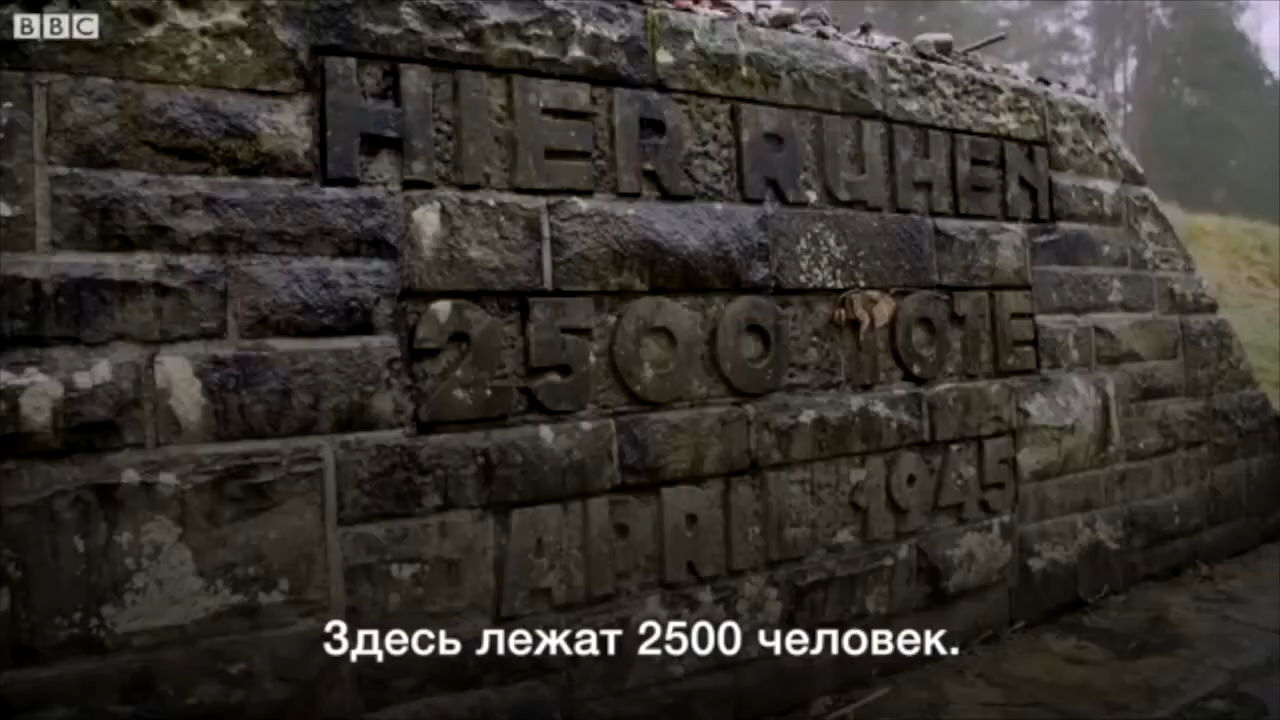 BBC
HIER RUHEN
2500 TOTE
APRIL 1945
Здесь лежат 2500 человек.